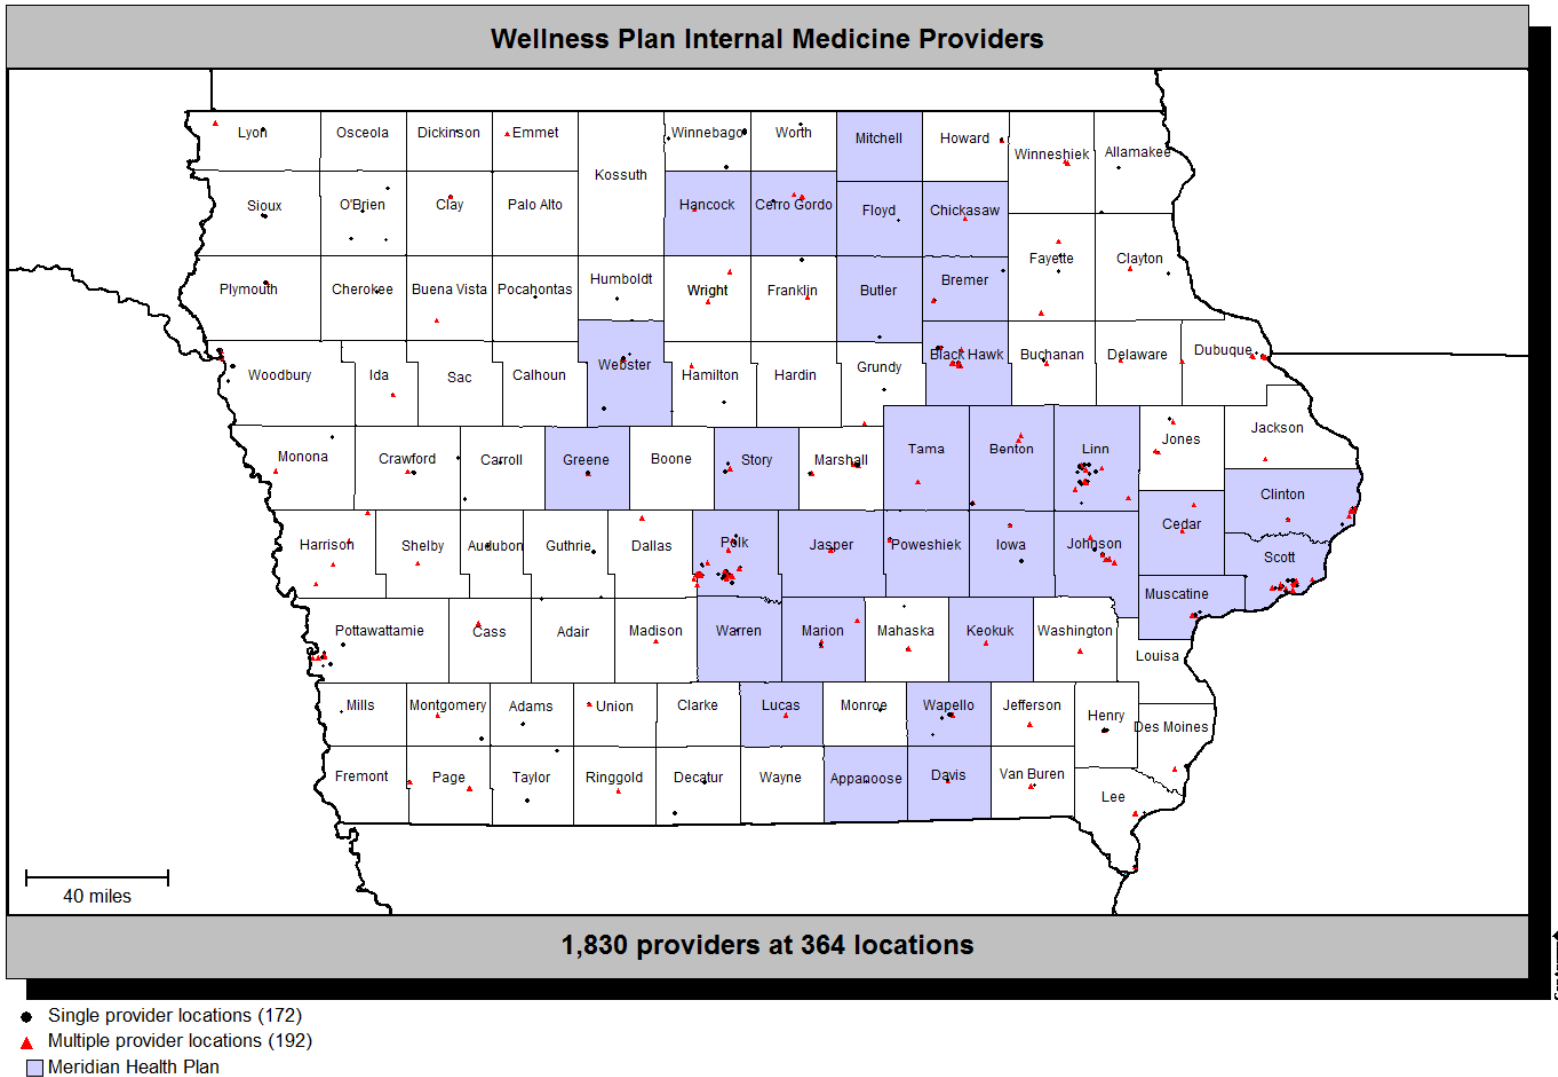 Wellness Plan Internal Medicine Providers
Lyon Osceola Dickinson Emmet Winnebago Worth Mitchell Howard Winneshiek Allamakee
Kossuth
Sioux O'Brien Clay Palo Alto Hancock Cerro Gordo Floyd Chickasaw
Fayette Clayton
Plymouth Cherokee Buena Vista Pocahontas Humboldt Wright Franklin Butler Bremer
Woodbury Ida Sac Calhoun Webster Hamilton Hardin Grundy Black Hawk Buchanan Delaware Dubuque
Monona Crawford Carroll Greene Boone Story Marshall Tama Benton Linn Jones Jackson
Clinton
Cedar
Harrison Shelby Audubon Guthrie Dallas Polk Jasper Poweshiek Iowa Johnson Scott
Muscatine
Pottawattamie Cass Adair Madison Warren Marion Mahaska Keokuk Washington
Louisa
Mills Montgomery Adams Union Clarke Lucas Monroe Wapello Jefferson Henry Des Moines
Fremont Page Taylor Ringgold Decatur Wayne Appanoose Davis Van Buren Lee
40 miles
1,830 providers at 364 locations
Single provider locations (172)
Multiple provider locations (192)
Meridian Health Plan